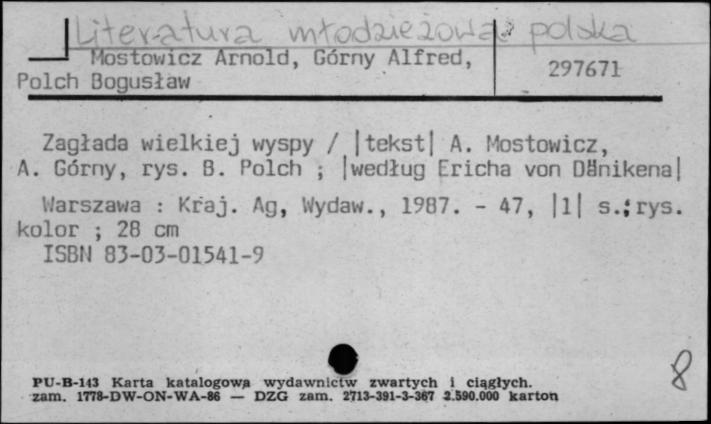 Literatura młodzieżowa polska
Mostowicz Arnold, Górny Alfred,
297671
Polch Bogusław
Zagłada wielkiej wyspy / |tekst| A. Mostowicz,
A. Górny, rys. B. Polch ; |według Ericha von Dänikena|
Warszawa : Kraj. Ag, Wydaw., 1987. - 47, |1| s.: rys.
kolor ; 28 cm
ISBN 83-03-01541-9
8
PU-B-143 Karta katalogowa wydawnictw zwartych i ciągłych.
zam. 1778-DW-ON-WA-86 — DZG zam. 2713-391-3-367 2.590.000 karton